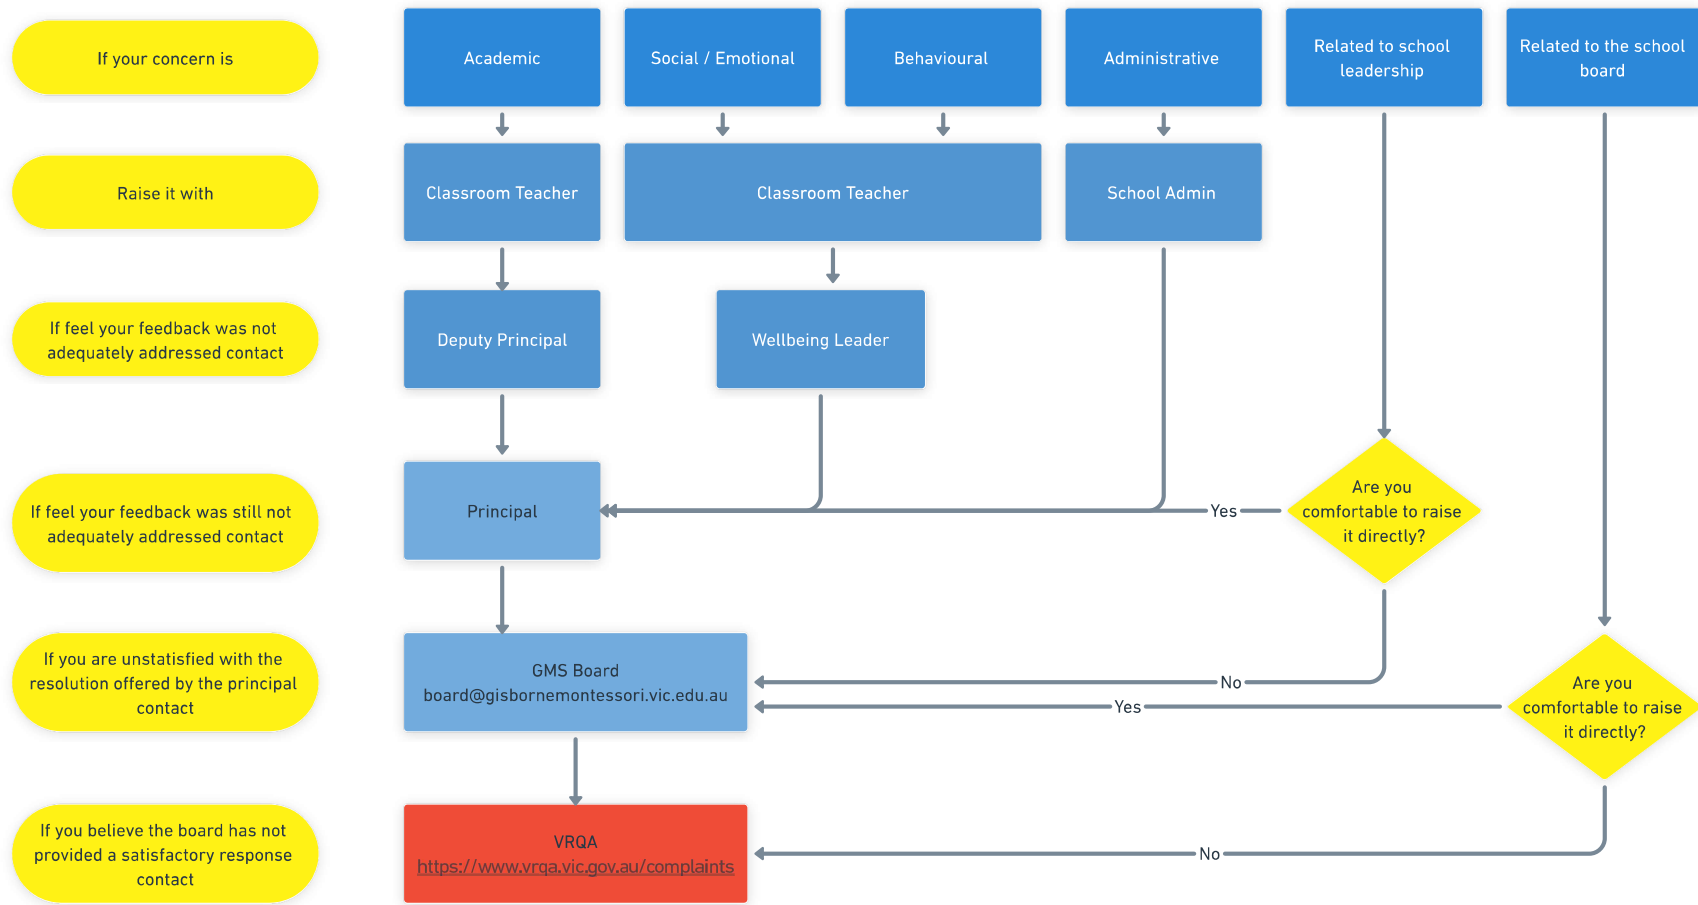 If your concern is
Academic
Social / Emotional
Behavioural
Administrative
Related to school
leadership
Related to the school
board
Raise it with
Classroom Teacher
Classroom Teacher
School Admin
If feel your feedback was not
adequately addressed contact
Deputy Principal
Wellbeing Leader
If feel your feedback was still not
adequately addressed contact
Principal
Yes
Are you
comfortable to raise
it directly?
If you are unstatisfied with the
resolution offered by the principal
contact
GMS Board
board@gisbornemontessori.vic.edu.au
No
Yes
Are you
comfortable to raise
it directly?
If you believe the board has not
provided a satisfactory response
contact
VRQA
https://www.vrqa.vic.gov.au/complaints
No